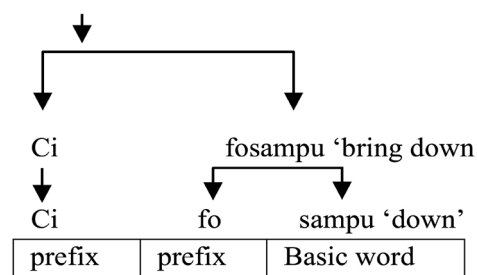 Ci fosampu ‘bring down
Ci fo sampu ‘down’
prefix prefix Basic word